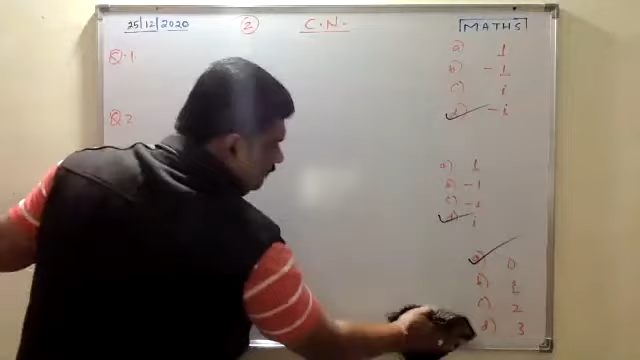 25/12/2020 2 C.N. MATHS
Q.1
a) 1
b) -1
c) i
d) -i
Q.2
a) 1
b) -1
c) -i
d) i
a) 0
b) 1
c) 2
d) 3